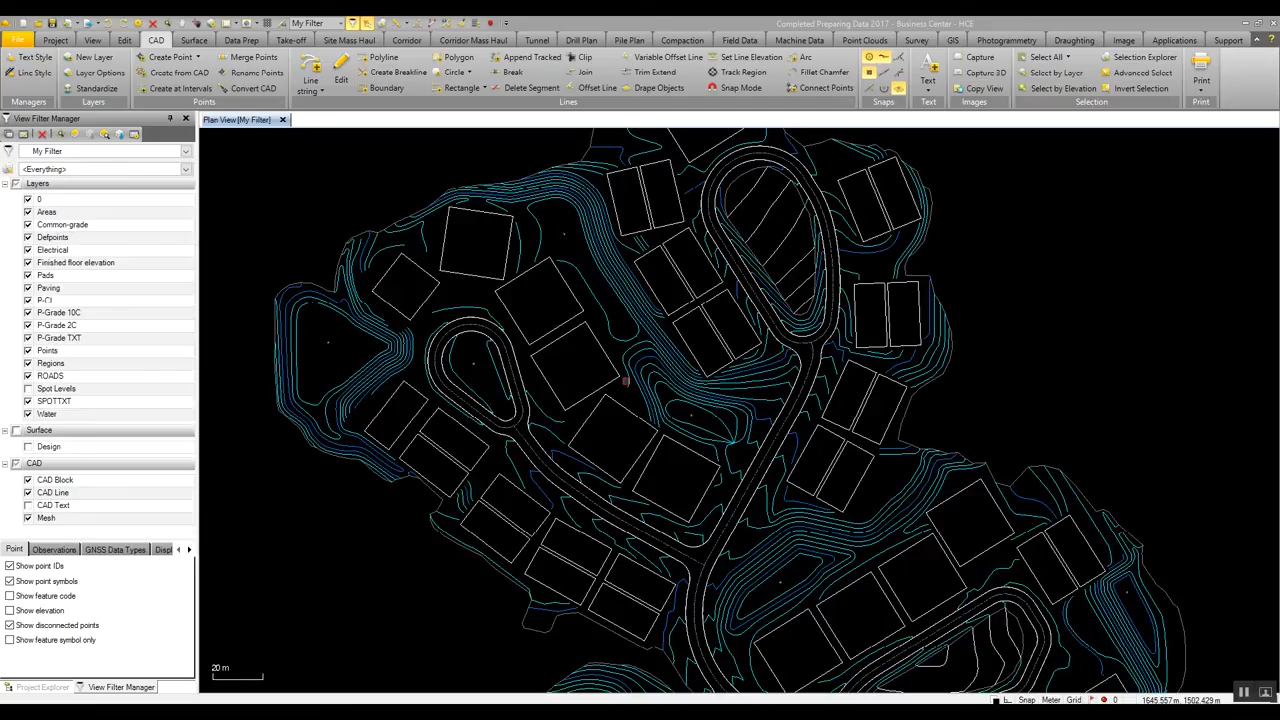 My Filter
Completed Preparing Data 2017 - Business Center - HCE
File Project View Edit CAD Surface Data Prep Take-off Site Mass Haul Corridor Corridor Mass Haul Tunnel Drill Plan Pile Plan Compaction Field Data Machine Data Point Clouds Survey GIS Photogrammetry Draughting Image Applications Support
Text Style New Layer Create Point Merge Points Polyline Polygon Append Tracked Clip Variable Offset Line Set Line Elevation Arc Capture Select All Selection Explorer
Line Style Layer Options Create from CAD Rename Points Line string Edit Create Breakline Circle Break Join Trim Extend Track Region Fillet Chamfer Text Capture 3D Select by Layer Advanced Select Print
Standardize Create at Intervals Convert CAD Boundary Rectangle Delete Segment Offset Line Drape Objects Snap Mode Connect Points Copy View Select by Elevation Invert Selection
Managers Layers Points Lines Snaps Text Images Selection Print
View Filter Manager
Plan View [My Filter]
My Filter
<Everything>
Layers
0
Areas
Common-grade
Defpoints
Electrical
Finished floor elevation
Pads
Paving
P-Grade 10C
P-Grade 2C
P-Grade TXT
Points
Regions
ROADS
Spot Levels
SPOTTXT
Water
Surface
Design
CAD
CAD Block
CAD Line
CAD Text
Mesh
Point Observations GNSS Data Types Displ
Show point IDs
Show point symbols
Show feature code
Show elevation
Show disconnected points
Show feature symbol only
20 m
Project Explorer View Filter Manager
Snap Meter Grid 0 1645.557 m, 1502.429 m